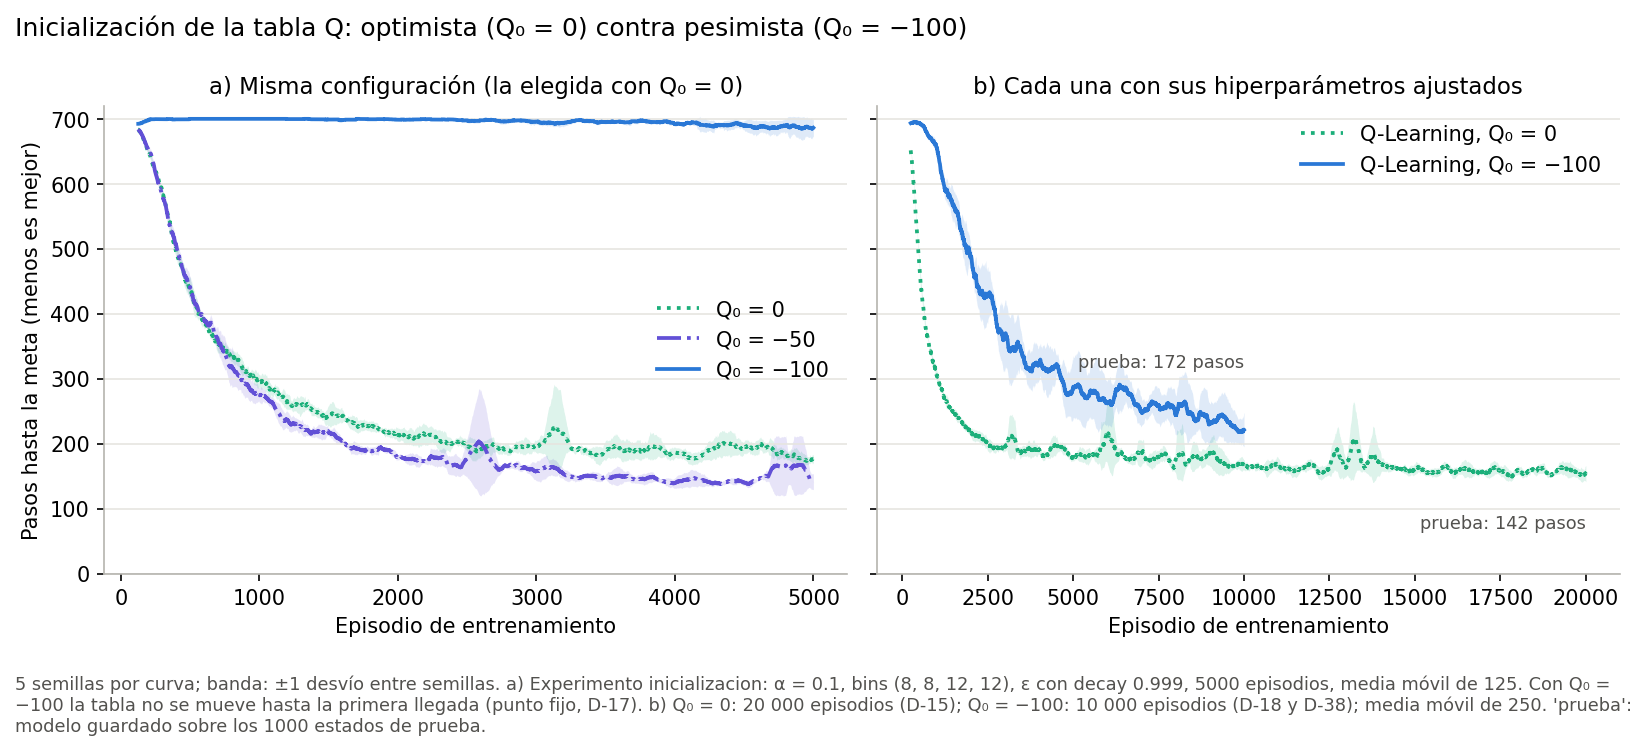 Inicialización de la tabla Q: optimista (Q₀ = 0) contra pesimista (Q₀ = −100)
a) Misma configuración (la elegida con Q₀ = 0)
Pasos hasta la meta (menos es mejor)
700
600
500
400
300
200
100
0
Q₀ = 0
Q₀ = −50
Q₀ = −100
0
1000
2000
3000
4000
5000
Episodio de entrenamiento
b) Cada una con sus hiperparámetros ajustados
Q-Learning, Q₀ = 0
Q-Learning, Q₀ = −100
prueba: 172 pasos
prueba: 142 pasos
0
2500
5000
7500
10000
12500
15000
17500
20000
Episodio de entrenamiento
5 semillas por curva; banda: ±1 desvío entre semillas. a) Experimento inicializacion: α = 0.1, bins (8, 8, 12, 12), ε con decay 0.999, 5000 episodios, media móvil de 125. Con Q₀ =
−100 la tabla no se mueve hasta la primera llegada (punto fijo, D-17). b) Q₀ = 0: 20 000 episodios (D-15); Q₀ = −100: 10 000 episodios (D-18 y D-38); media móvil de 250. 'prueba':
modelo guardado sobre los 1000 estados de prueba.